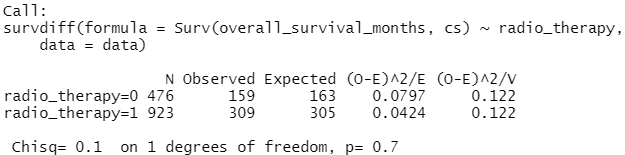 Call:
survdiff(formula = Surv(overall_survival_months, cs) ~ radio_therapy,
    data = data)

                  N Observed Expected (O-E)^2/E (O-E)^2/V
radio_therapy=0 476      159      163    0.0797     0.122
radio_therapy=1 923      309      305    0.0424     0.122

 Chisq= 0.1  on 1 degrees of freedom, p= 0.7